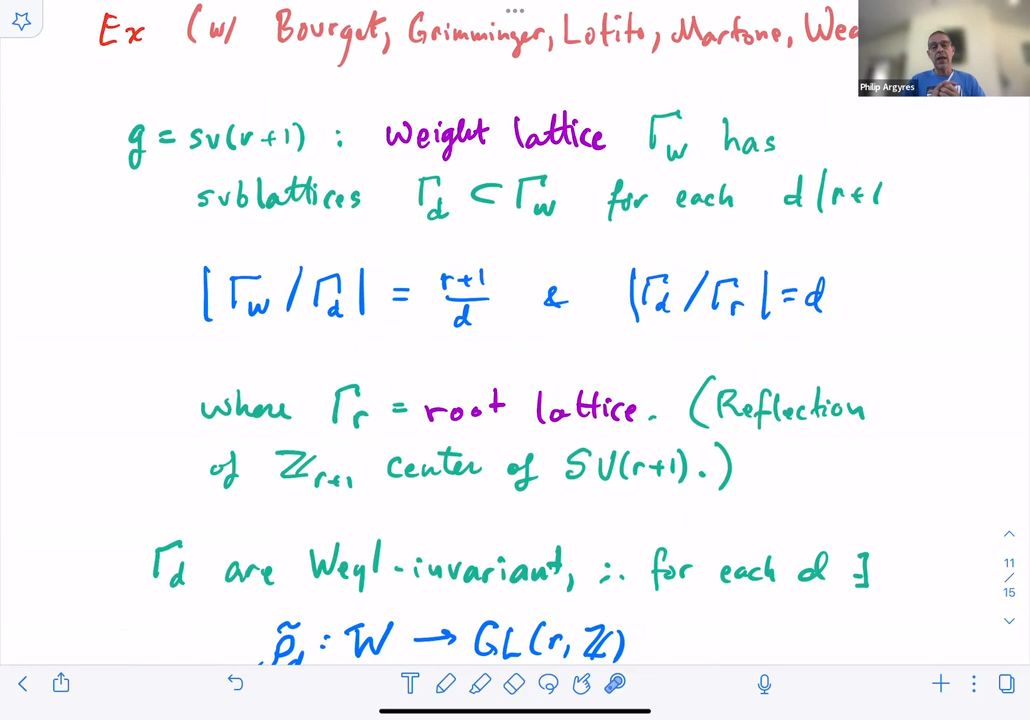 Ex (w/ Bourget, Grimminger, Lotito, Martone, Wea
Philip Argyres
g = su(r+1) : weight lattice Γ_w has
sublattices Γ_d ⊂ Γ_w for each d | r+1
|Γ_w / Γ_d| = (r+1)/d & |Γ_d / Γ_r| = d
where Γ_r = root lattice. (Reflection
of ℤ_{r+1} center of SU(r+1).)
Γ_d are Weyl-invariant, ∴ for each d ∃
ρ̃_d : W → GL(r, ℤ)
11
/
15
T